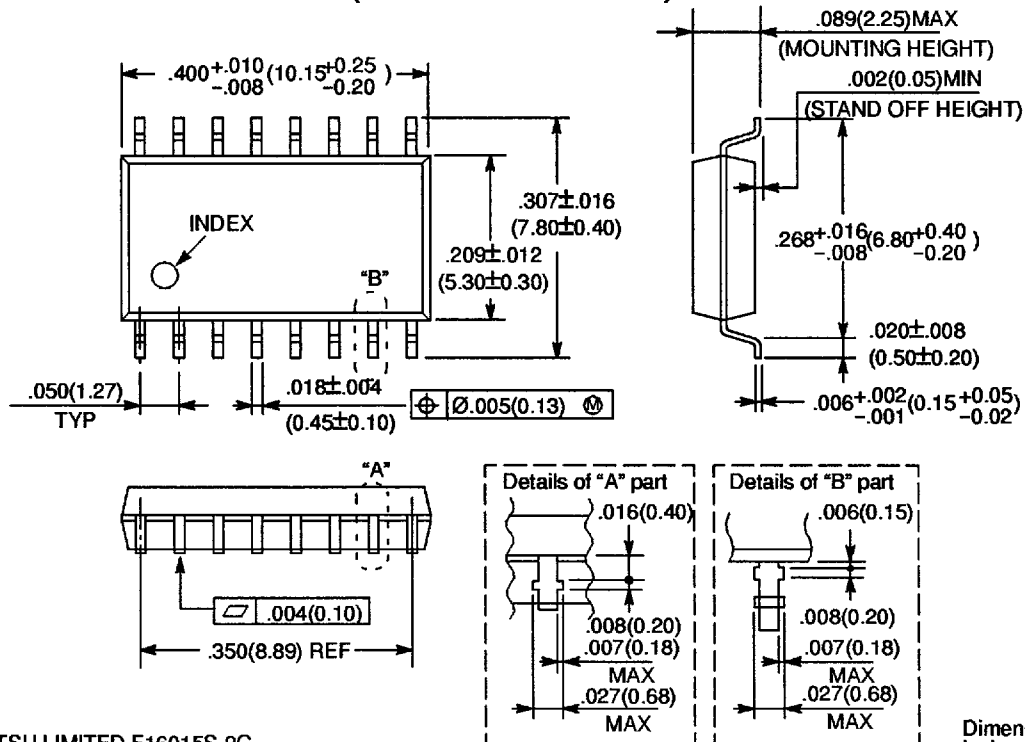 .089(2.25)MAX
(MOUNTING HEIGHT)
.002(0.05)MIN
(STAND OFF HEIGHT)
.400+.010 -.008 (10.15+0.25 -0.20)
INDEX
"B"
.307±.016
(7.80±0.40)
.209±.012
(5.30±0.30)
.268+.016 -.008 (6.80+0.40 -0.20)
.020±.008
(0.50±0.20)
.006+.002 -.001 (0.15+0.05 -0.02)
.050(1.27)
TYP
.018±.004
(0.45±0.10)
⌖ Ø.005(0.13) Ⓜ
"A"
⏥ .004(0.10)
.350(8.89) REF
Details of "A" part
.016(0.40)
.008(0.20)
.007(0.18)
MAX
.027(0.68)
MAX
Details of "B" part
.006(0.15)
.008(0.20)
.007(0.18)
MAX
.027(0.68)
MAX
Dimen